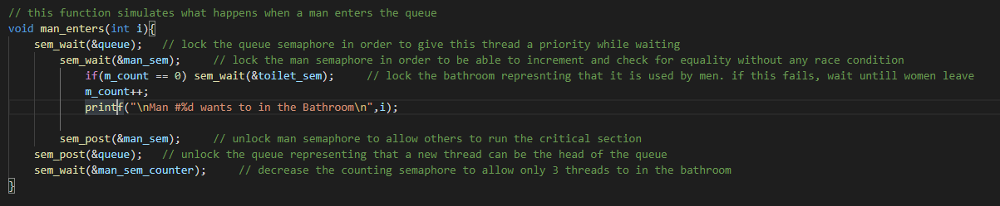 // this function simulates what happens when a man enters the queue
void man_enters(int i){
sem_wait(&queue);   // lock the queue semaphore in order to give this thread a priority while waiting
sem_wait(&man_sem);     // lock the man semaphore in order to be able to increment and check for equality without any race condition
if(m_count == 0) sem_wait(&toilet_sem);     // lock the bathroom represnting that it is used by men. if this fails, wait untill women leave
m_count++;
printf("\nMan #%d wants to in the Bathroom\n",i);
sem_post(&man_sem);     // unlock man semaphore to allow others to run the critical section
sem_post(&queue);   // unlock the queue representing that a new thread can be the head of the queue
sem_wait(&man_sem_counter);     // decrease the counting semaphore to allow only 3 threads to in the bathroom
}